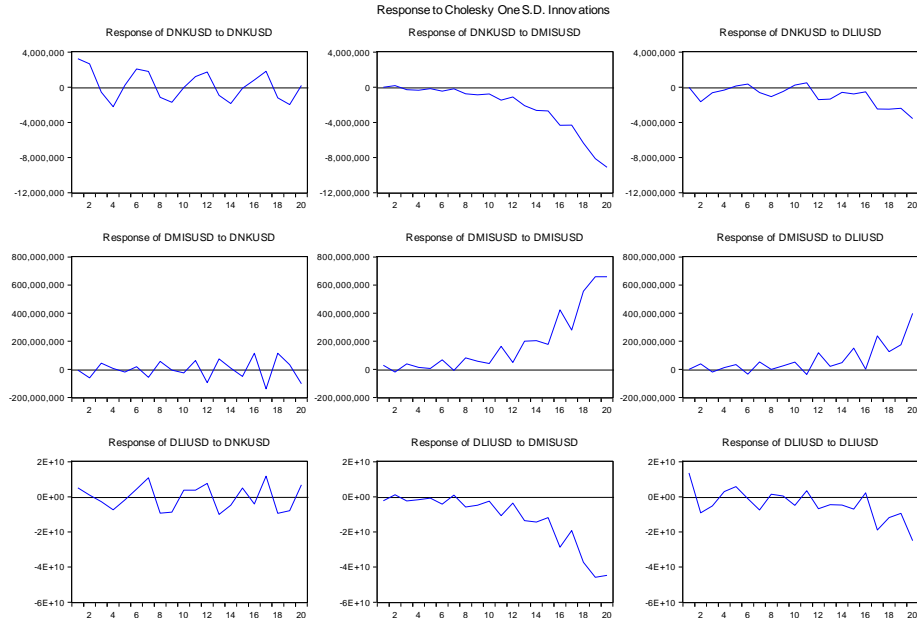 Response to Cholesky One S.D. Innovations
Response of DNKUSD to DNKUSD
4,000,000
0
-4,000,000
-8,000,000
-12,000,000
2 4 6 8 10 12 14 16 18 20
Response of DNKUSD to DMISUSD
4,000,000
0
-4,000,000
-8,000,000
-12,000,000
2 4 6 8 10 12 14 16 18 20
Response of DNKUSD to DLIUSD
4,000,000
0
-4,000,000
-8,000,000
-12,000,000
2 4 6 8 10 12 14 16 18 20
Response of DMISUSD to DNKUSD
800,000,000
600,000,000
400,000,000
200,000,000
0
-200,000,000
2 4 6 8 10 12 14 16 18 20
Response of DMISUSD to DMISUSD
800,000,000
600,000,000
400,000,000
200,000,000
0
-200,000,000
2 4 6 8 10 12 14 16 18 20
Response of DMISUSD to DLIUSD
800,000,000
600,000,000
400,000,000
200,000,000
0
-200,000,000
2 4 6 8 10 12 14 16 18 20
Response of DLIUSD to DNKUSD
2E+10
0E+00
-2E+10
-4E+10
-6E+10
2 4 6 8 10 12 14 16 18 20
Response of DLIUSD to DMISUSD
2E+10
0E+00
-2E+10
-4E+10
-6E+10
2 4 6 8 10 12 14 16 18 20
Response of DLIUSD to DLIUSD
2E+10
0E+00
-2E+10
-4E+10
-6E+10
2 4 6 8 10 12 14 16 18 20